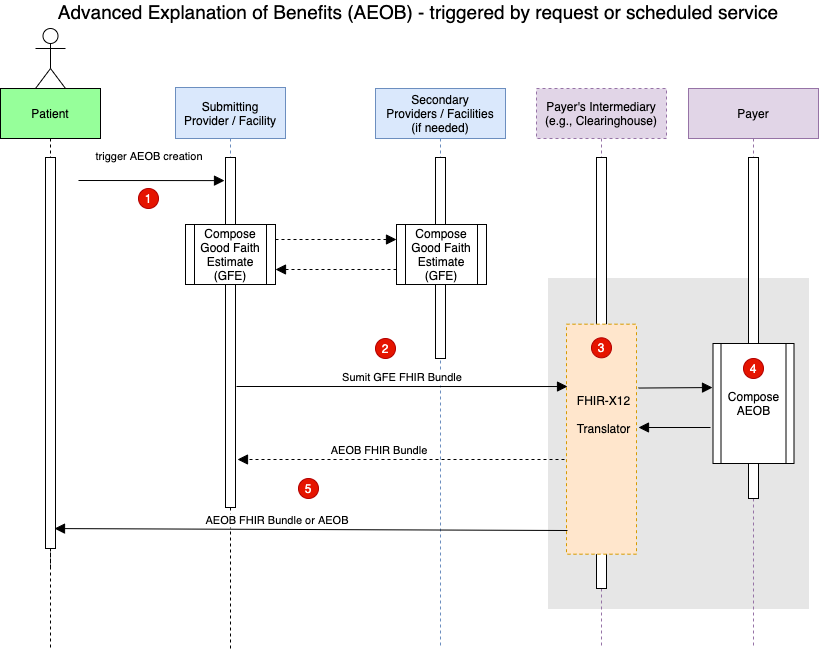 Advanced Explanation of Benefits (AEOB) - triggered by request or scheduled service
Patient
Submitting
Provider / Facility
Secondary
Providers / Facilities
(if needed)
Payer's Intermediary
(e.g., Clearinghouse)
Payer
trigger AEOB creation
1
Compose
Good Faith
Estimate
(GFE)
Compose
Good Faith
Estimate
(GFE)
2
Sumit GFE FHIR Bundle
3
FHIR-X12
Translator
4
Compose
AEOB
AEOB FHIR Bundle
5
AEOB FHIR Bundle or AEOB